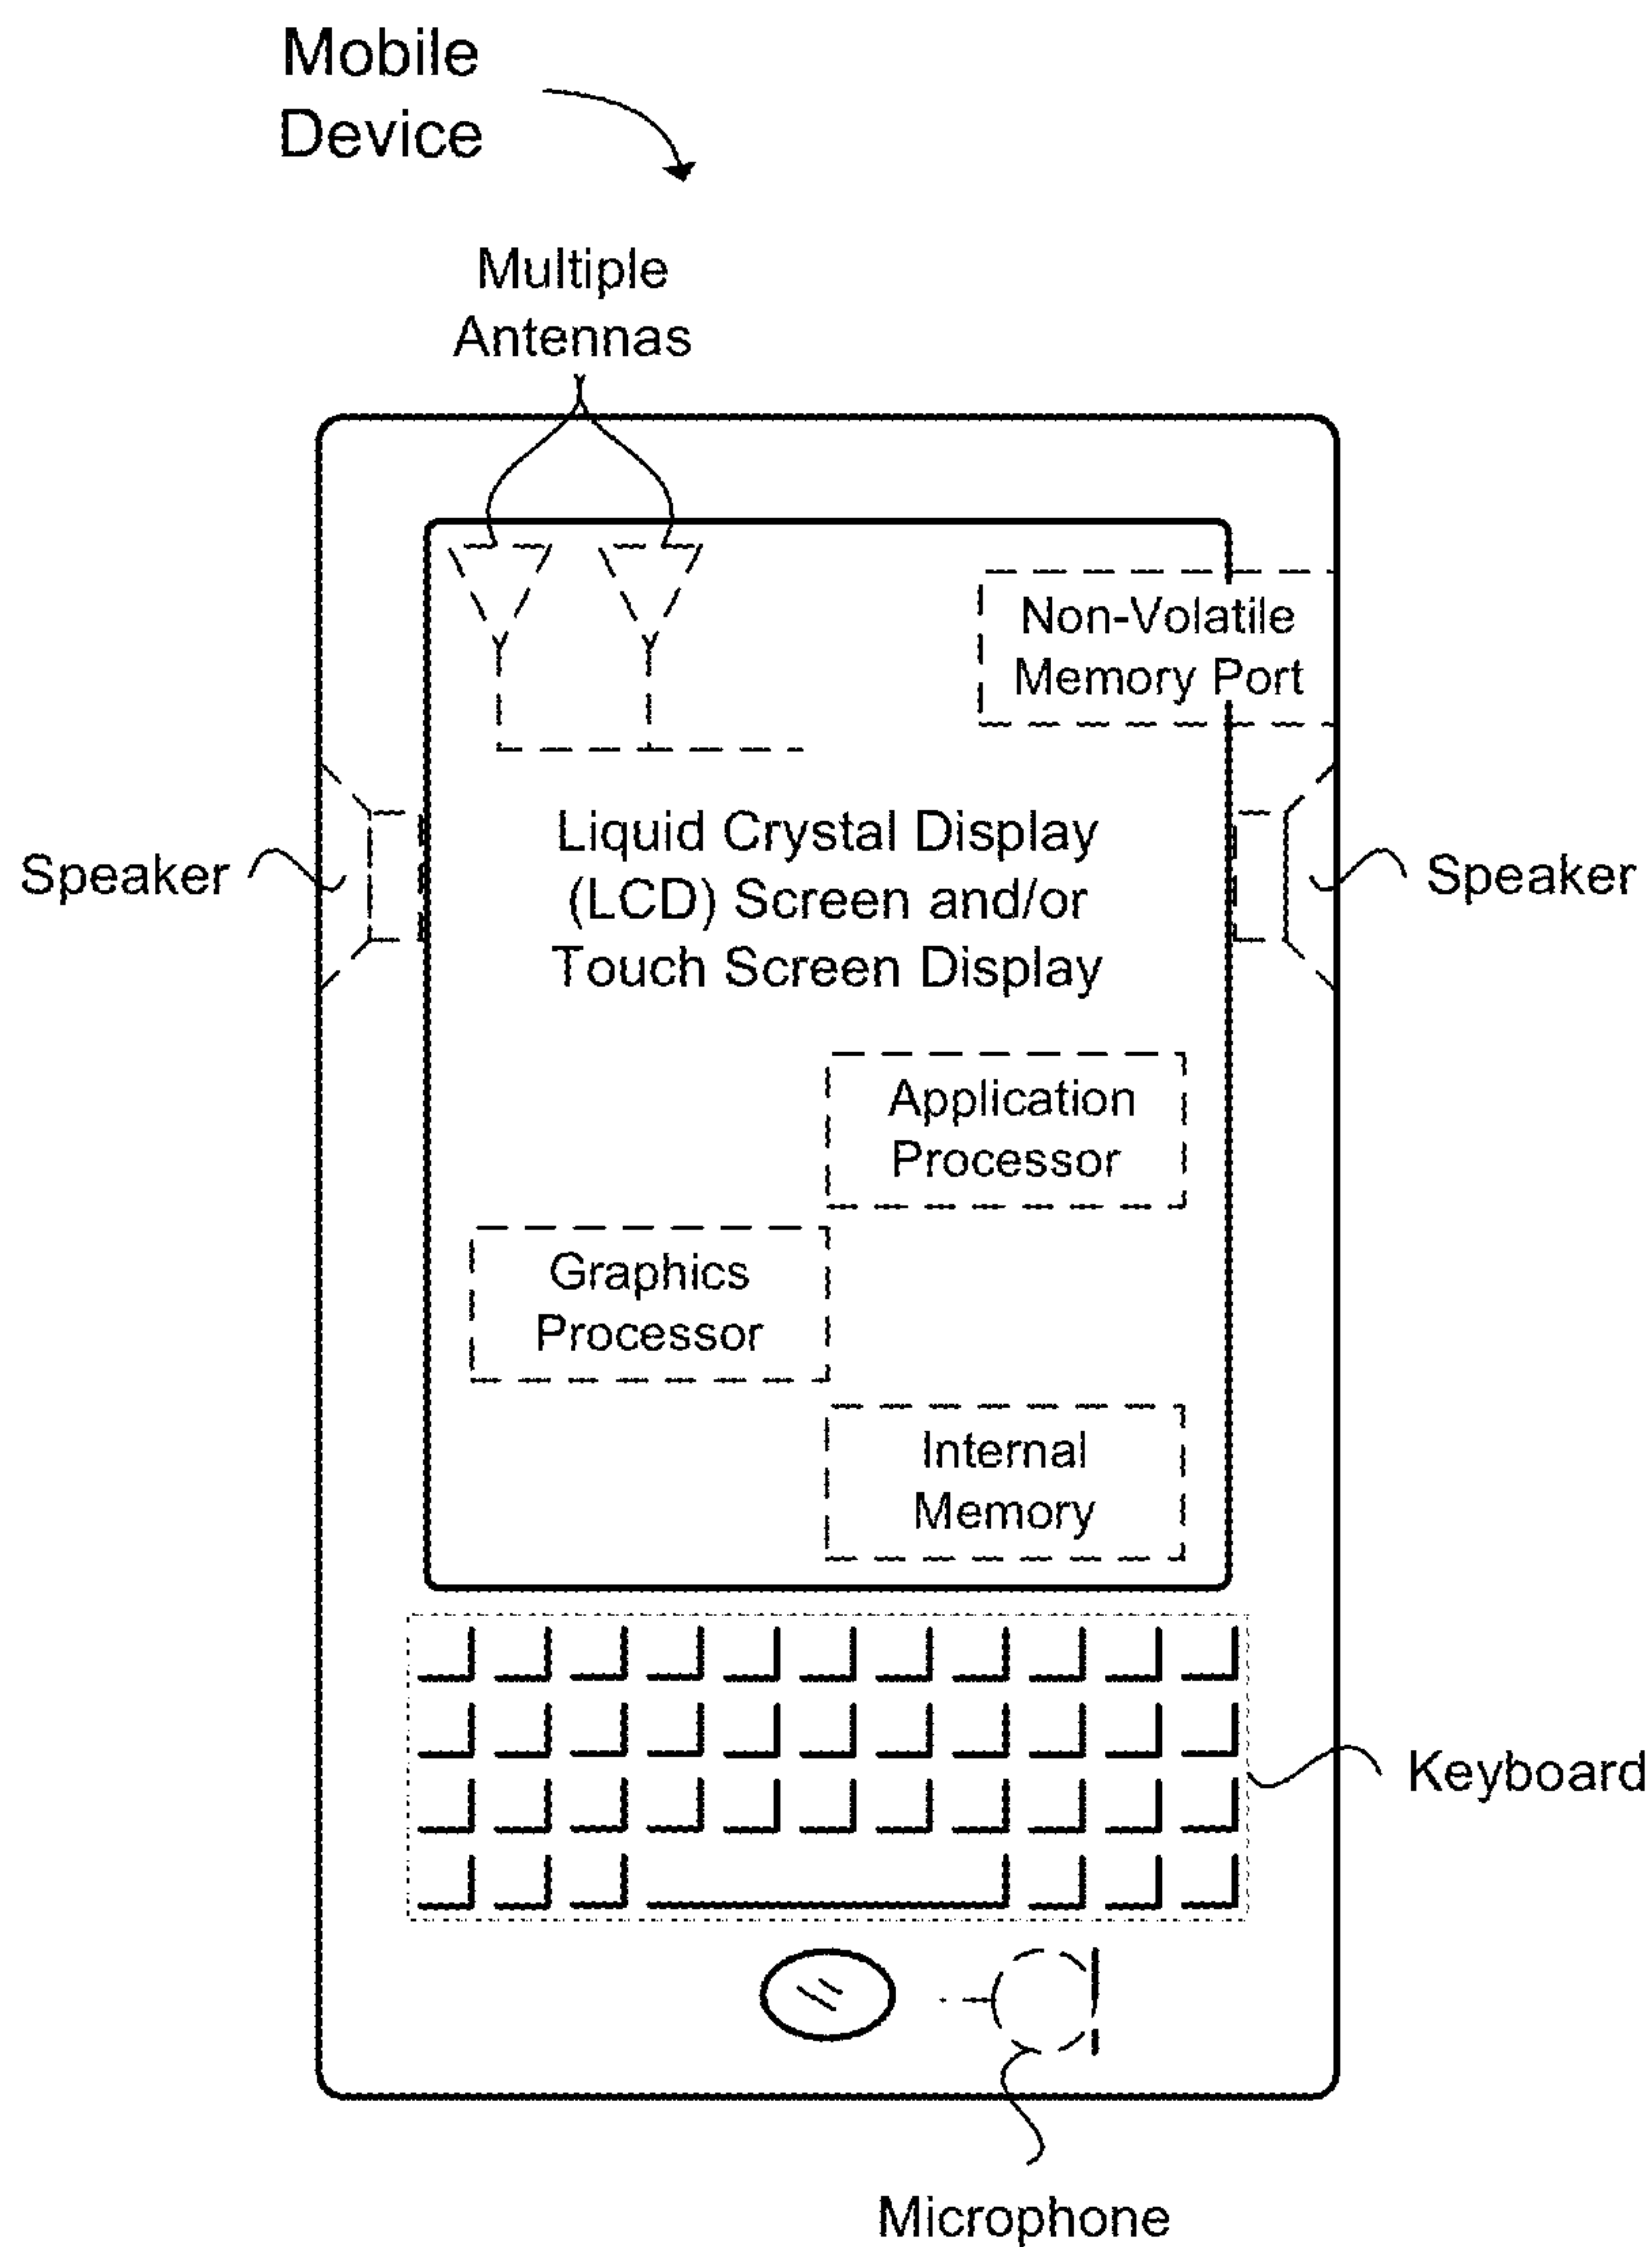 Mobile
Device
Multiple
Antennas
Non-Volatile
Memory Port
Liquid Crystal Display
(LCD) Screen and/or
Touch Screen Display
Speaker
Speaker
Application
Processor
Graphics
Processor
Internal
Memory
Keyboard
Microphone